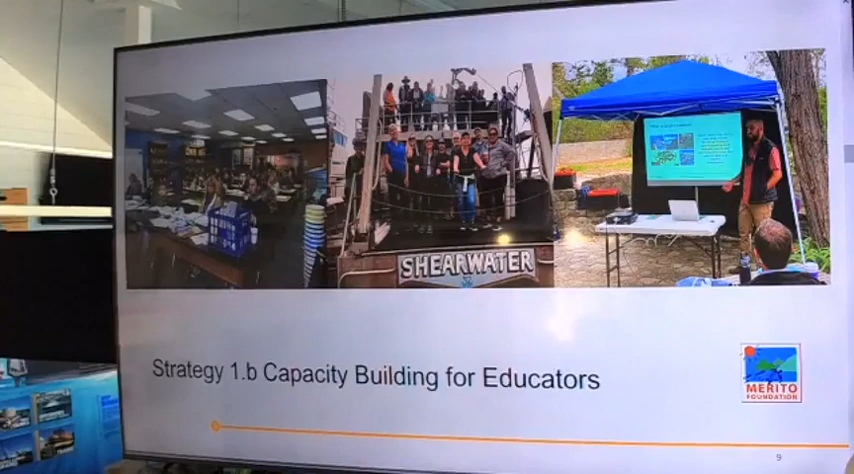 SHEARWATER
Strategy 1.b Capacity Building for Educators
MERITO
FOUNDATION
9